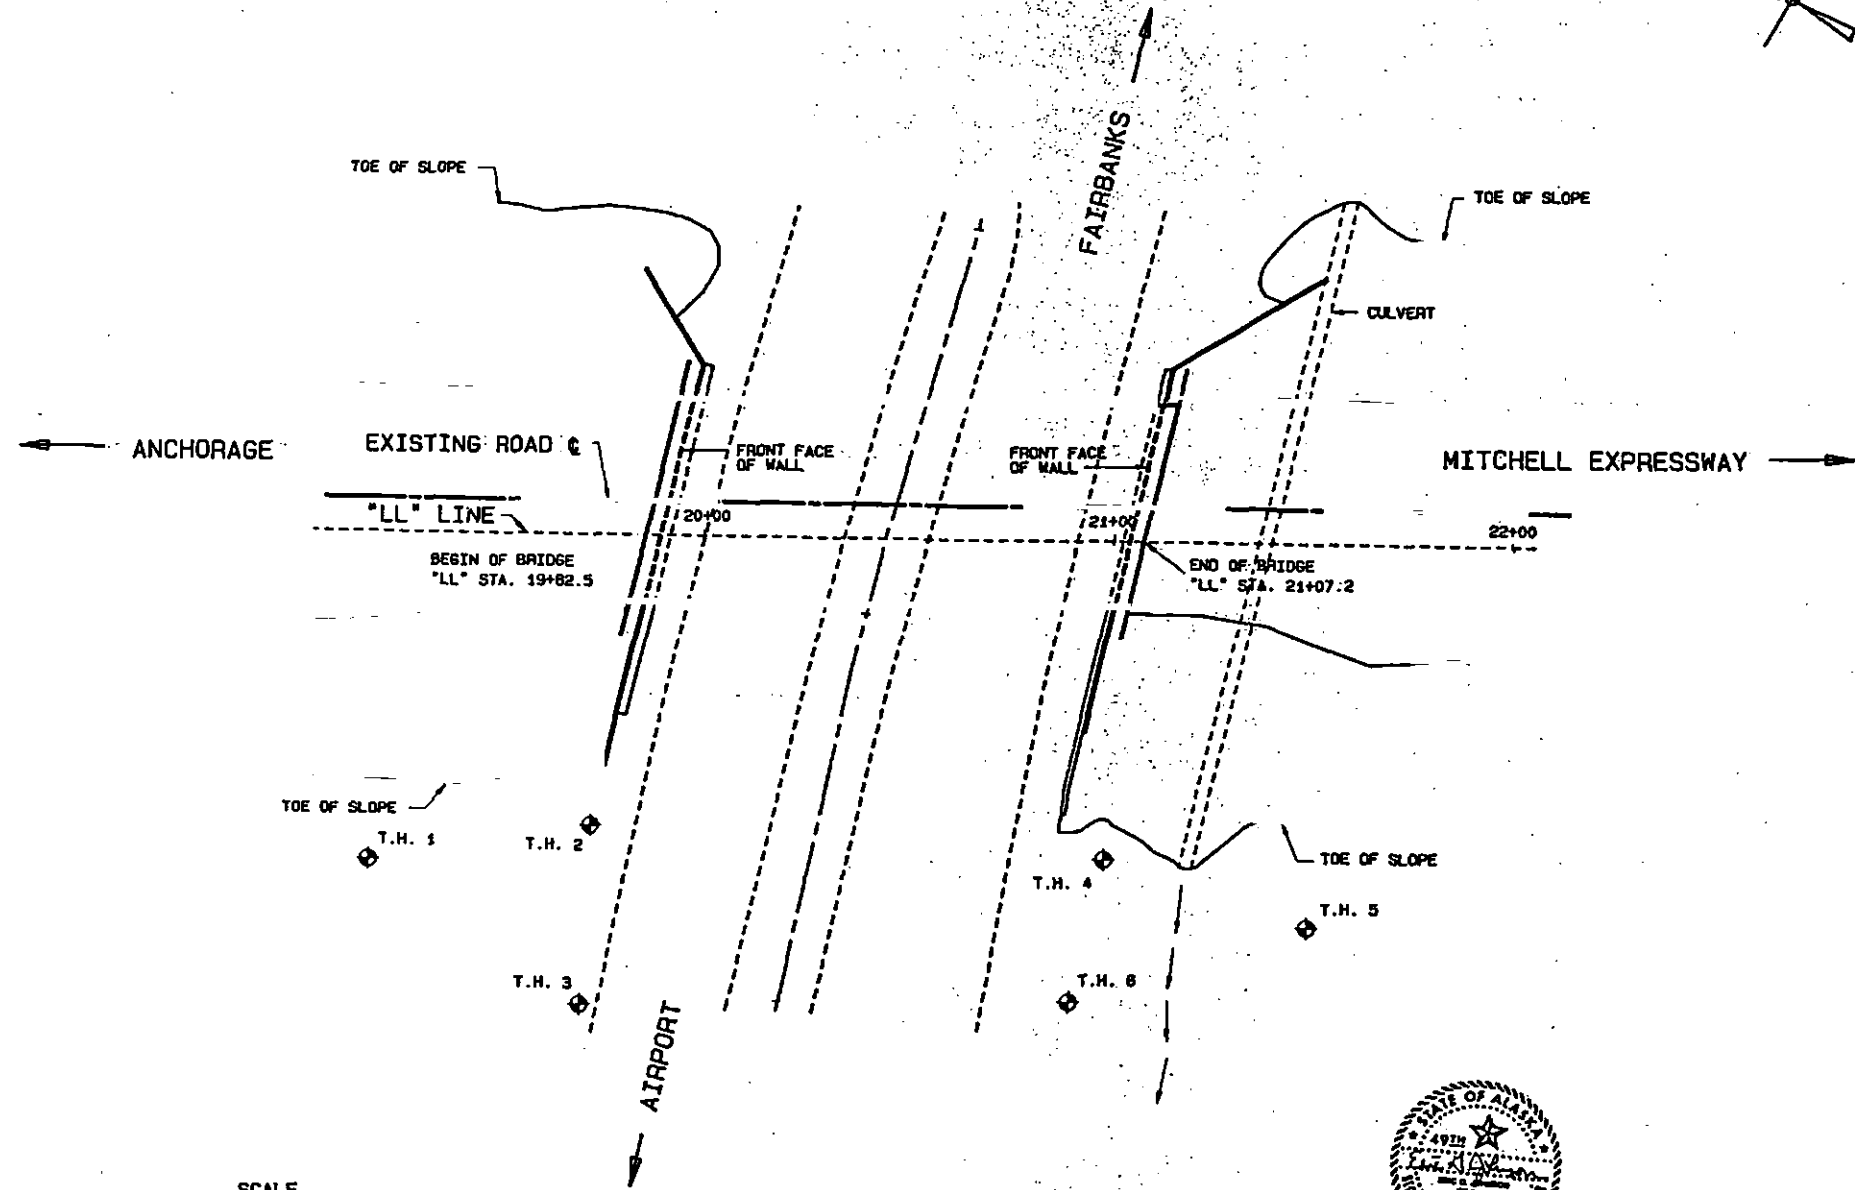 FAIRBANKS
TOE OF SLOPE
TOE OF SLOPE
CULVERT
ANCHORAGE
EXISTING ROAD ℄
FRONT FACE
OF WALL
FRONT FACE
OF WALL
MITCHELL EXPRESSWAY
"LL" LINE
20+00
21+00
22+00
BEGIN OF BRIDGE
"LL" STA. 19+82.5
END OF BRIDGE
"LL" STA. 21+07.2
TOE OF SLOPE
T.H. 1
T.H. 2
TOE OF SLOPE
T.H. 4
T.H. 5
T.H. 3
T.H. 6
AIRPORT
STATE OF ALASKA
49TH
SCALE